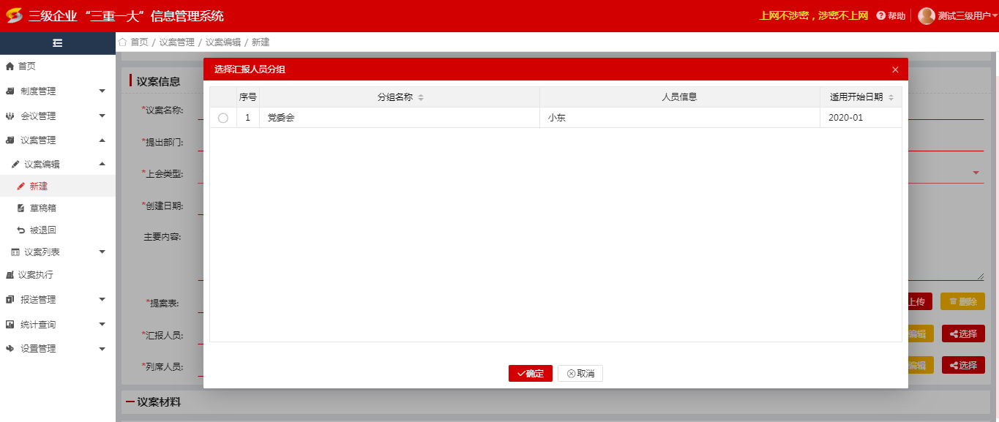 三级企业“三重一大”信息管理系统
上网不涉密，涉密不上网 帮助 测试三级用户
首页 / 议案管理 / 议案编辑 / 新建
首页
制度管理
会议管理
议案管理
议案编辑
新建
草稿箱
被退回
议案列表
议案执行
报送管理
统计查询
设置管理
议案信息
*议案名称:
*提出部门:
*上会类型:
*创建日期:
主要内容:
*提案表:
上传 删除
*汇报人员:
编辑 选择
*列席人员:
编辑 选择
议案材料
选择汇报人员分组
序号 分组名称 人员信息 适用开始日期
1 党委会 小东 2020-01
确定 取消